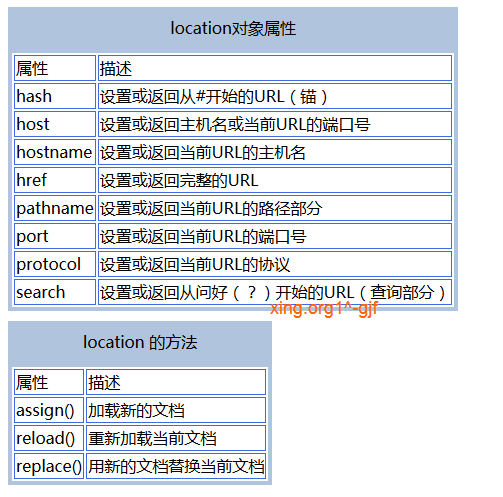 location对象属性
属性 描述
hash 设置或返回从#开始的URL（锚）
host 设置或返回主机名或当前URL的端口号
hostname 设置或返回当前URL的主机名
href 设置或返回完整的URL
pathname 设置或返回当前URL的路径部分
port 设置或返回当前URL的端口号
protocol 设置或返回当前URL的协议
search 设置或返回从问好（？）开始的URL（查询部分）
xing.org1^-gjf
location 的方法
属性 描述
assign() 加载新的文档
reload() 重新加载当前文档
replace() 用新的文档替换当前文档